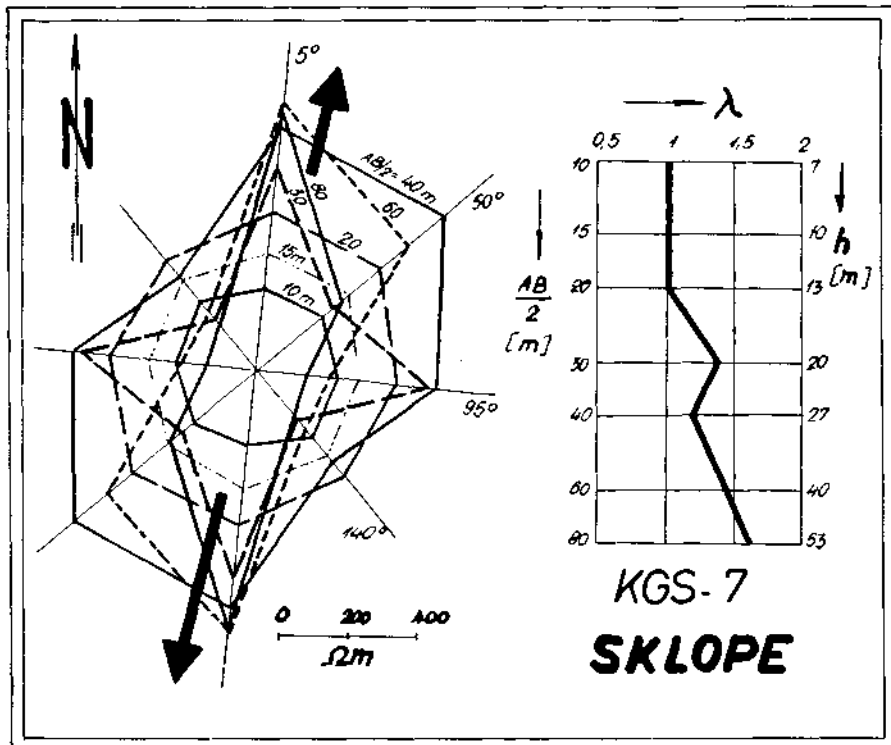 N
5°
50°
95°
140°
AB/2 = 40 m
80
60
30
20
15m
10 m
0 200 400
Ωm
λ
0,5 1 1,5 2
10 7
15 10
20 13
30 20
40 27
60 40
80 53
AB
2
[m]
h
[m]
KGS-7
SKLOPE